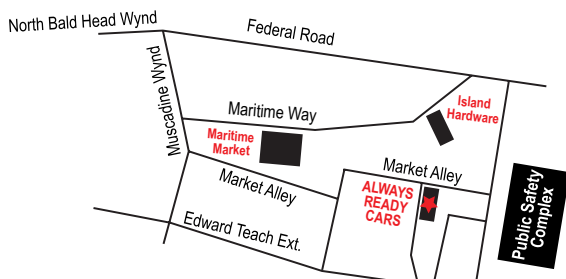 North Bald Head Wynd
Federal Road
Muscadine Wynd
Maritime Way
Island
Hardware
Maritime
Market
Market Alley
Market Alley
ALWAYS
READY
CARS
Public Safety
Complex
Edward Teach Ext.